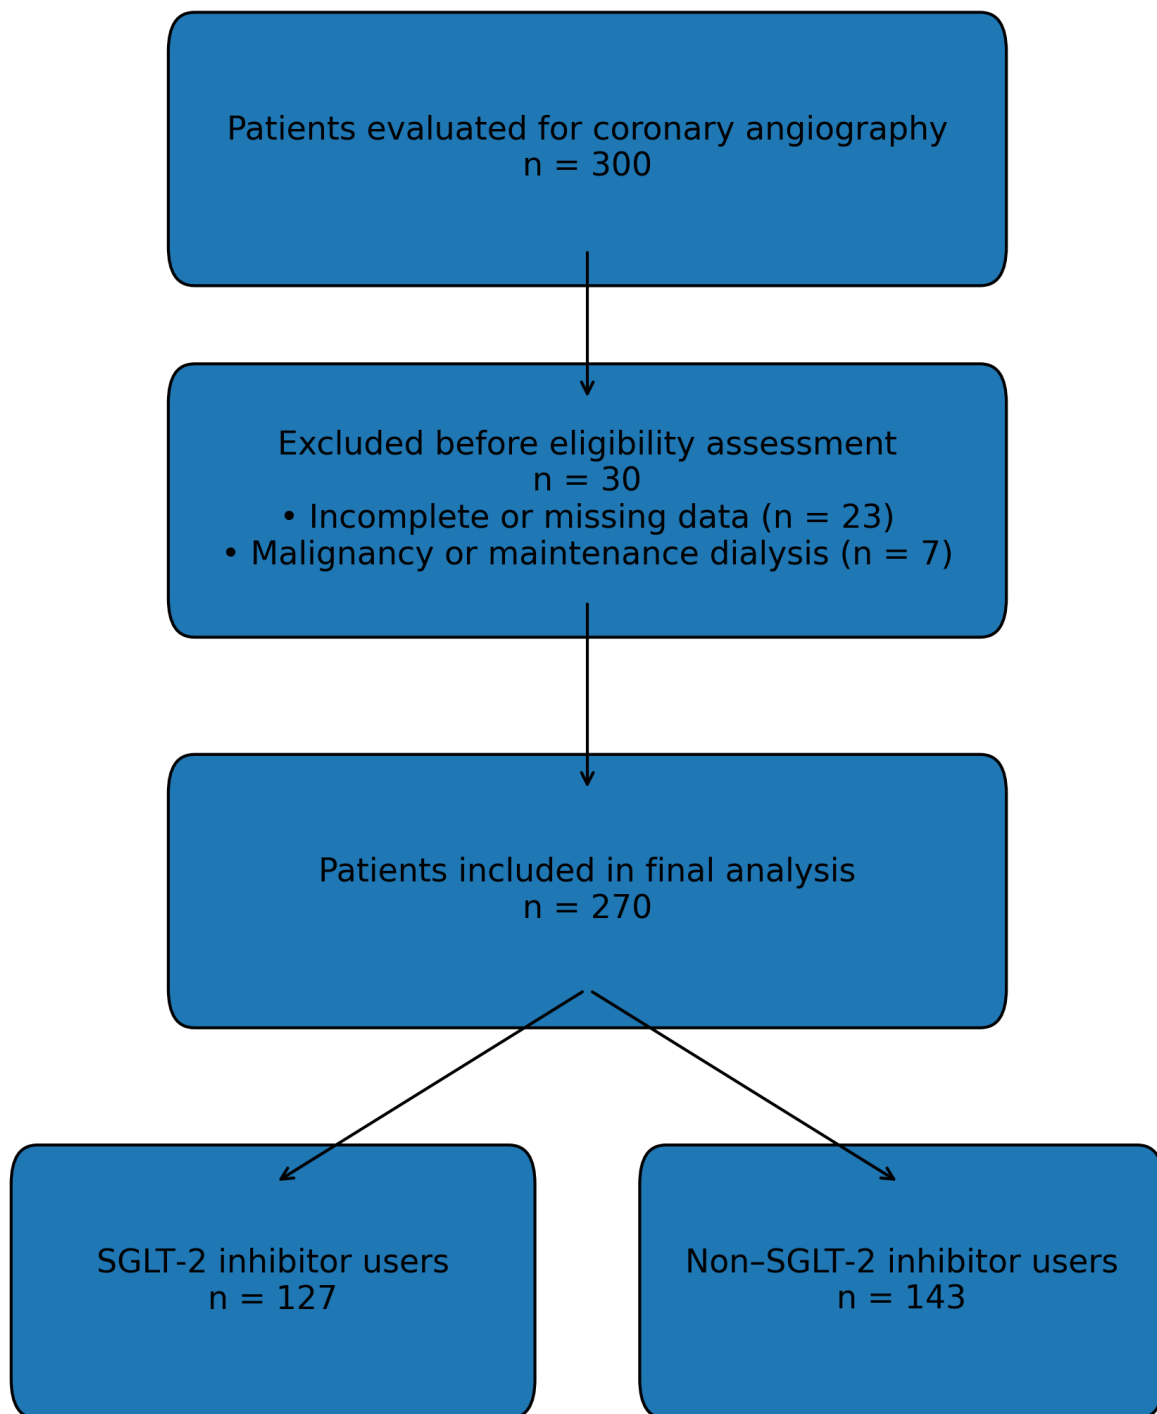 Patients evaluated for coronary angiography
n = 300
Excluded before eligibility assessment
n = 30
• Incomplete or missing data (n = 23)
• Malignancy or maintenance dialysis (n = 7)
Patients included in final analysis
n = 270
SGLT-2 inhibitor users
n = 127
Non–SGLT-2 inhibitor users
n = 143